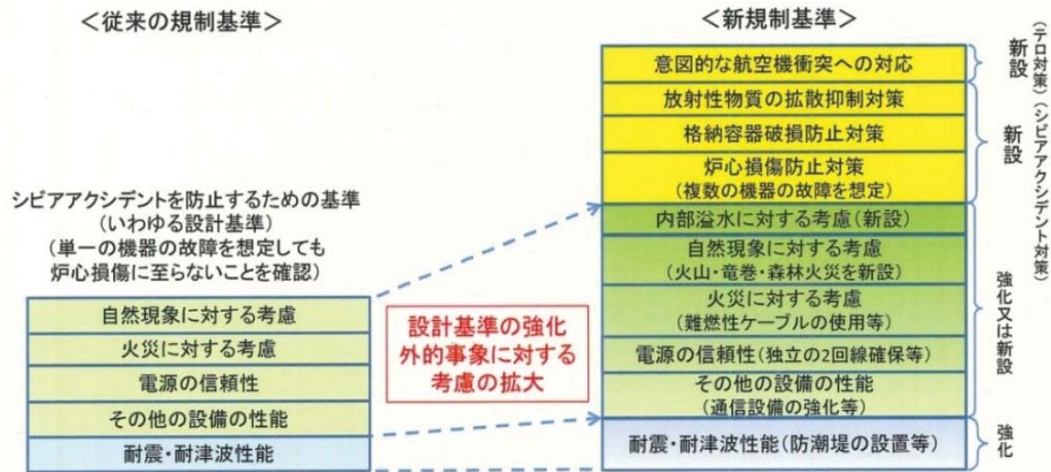 ＜従来の規制基準＞
シビアアクシデントを防止するための基準
(いわゆる設計基準)
(単一の機器の故障を想定しても
炉心損傷に至らないことを確認)
自然現象に対する考慮
火災に対する考慮
電源の信頼性
その他の設備の性能
耐震・耐津波性能
設計基準の強化
外的事象に対する
考慮の拡大
＜新規制基準＞
意図的な航空機衝突への対応
放射性物質の拡散抑制対策
格納容器破損防止対策
炉心損傷防止対策
(複数の機器の故障を想定)
内部溢水に対する考慮(新設)
自然現象に対する考慮
(火山・竜巻・森林火災を新設)
火災に対する考慮
(難燃性ケーブルの使用等)
電源の信頼性(独立の2回線確保等)
その他の設備の性能
(通信設備の強化等)
耐震・耐津波性能(防潮堤の設置等)
新設
(テロ対策)
新設
(シビアアクシデント対策)
強化又は新設
強化